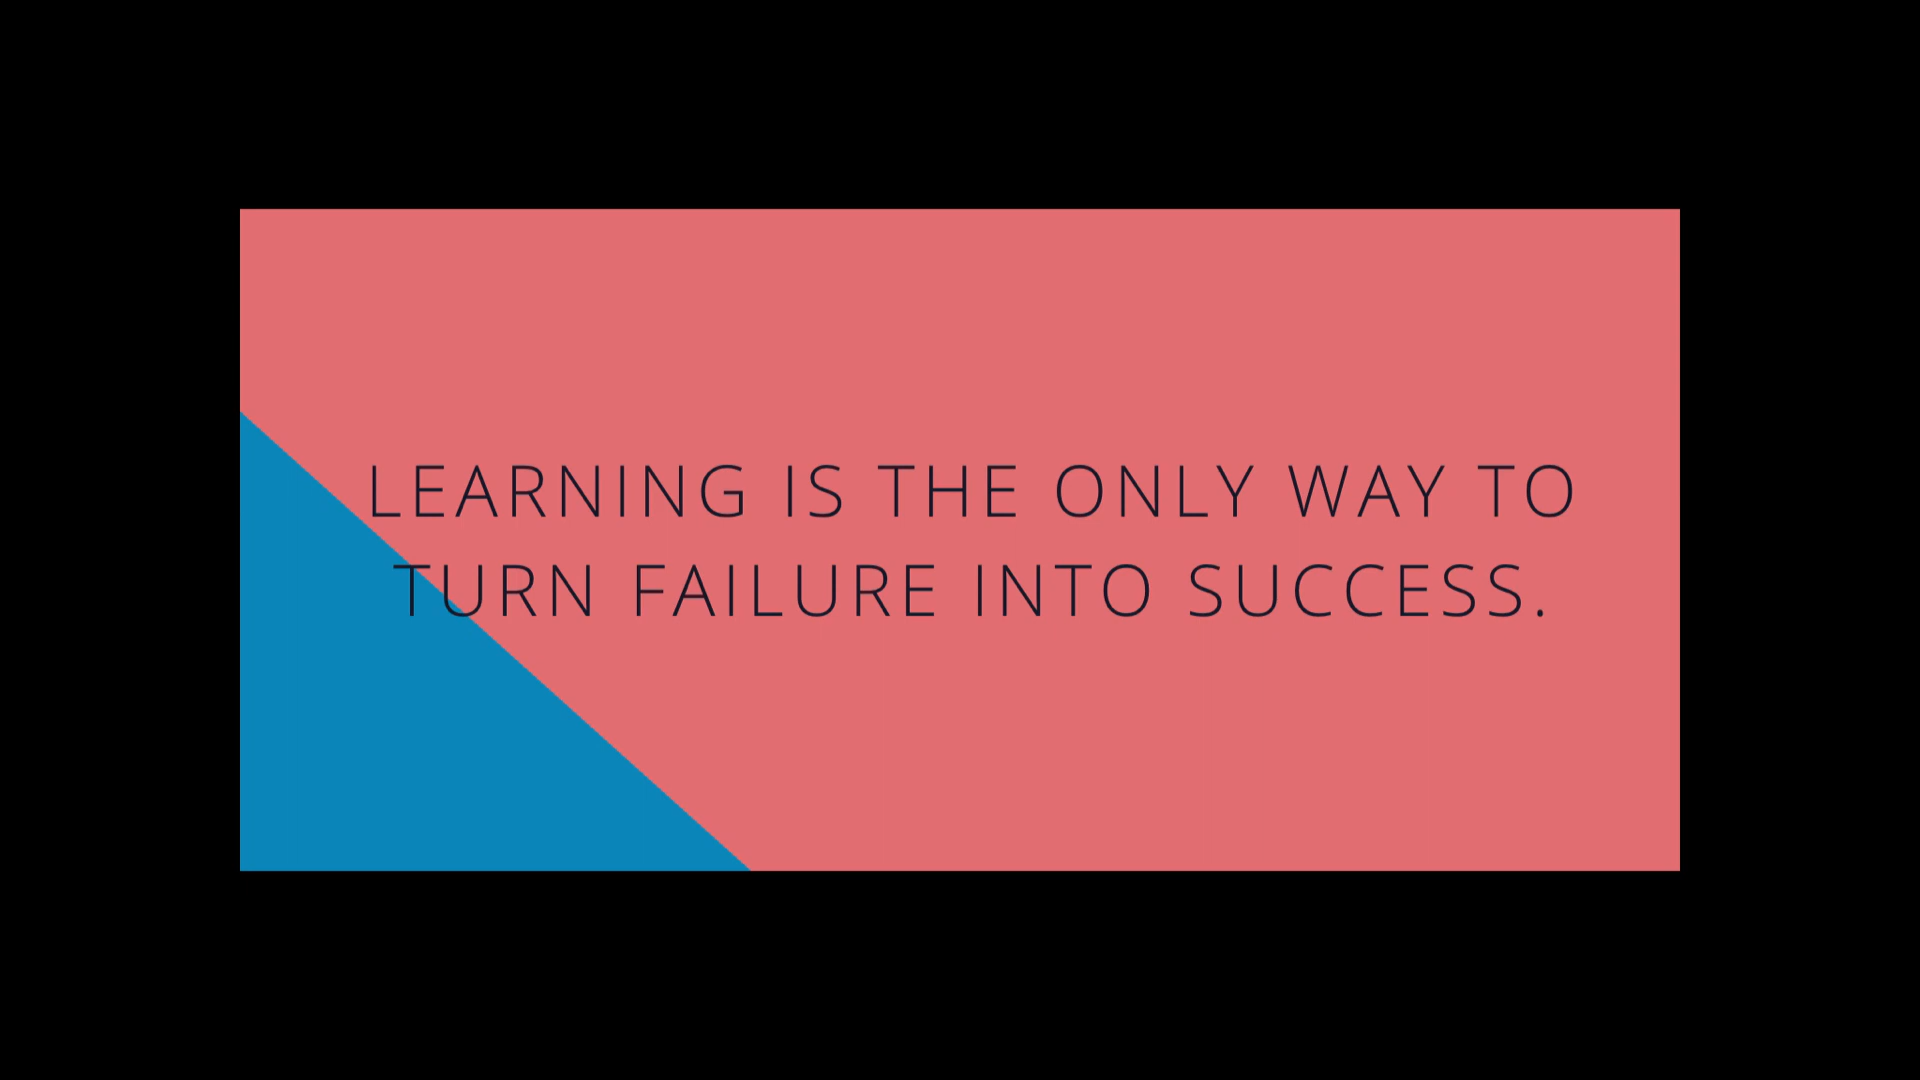 LEARNING IS THE ONLY WAY TO
TURN FAILURE INTO SUCCESS.